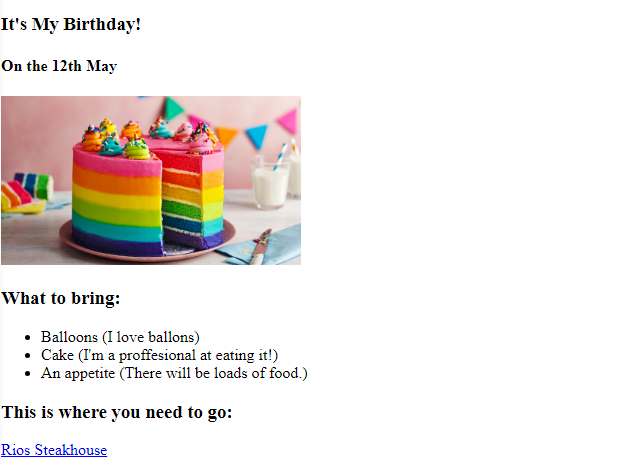 It's My Birthday!
On the 12th May
What to bring:
Balloons (I love ballons)
Cake (I'm a proffesional at eating it!)
An appetite (There will be loads of food.)
This is where you need to go:
Rios Steakhouse